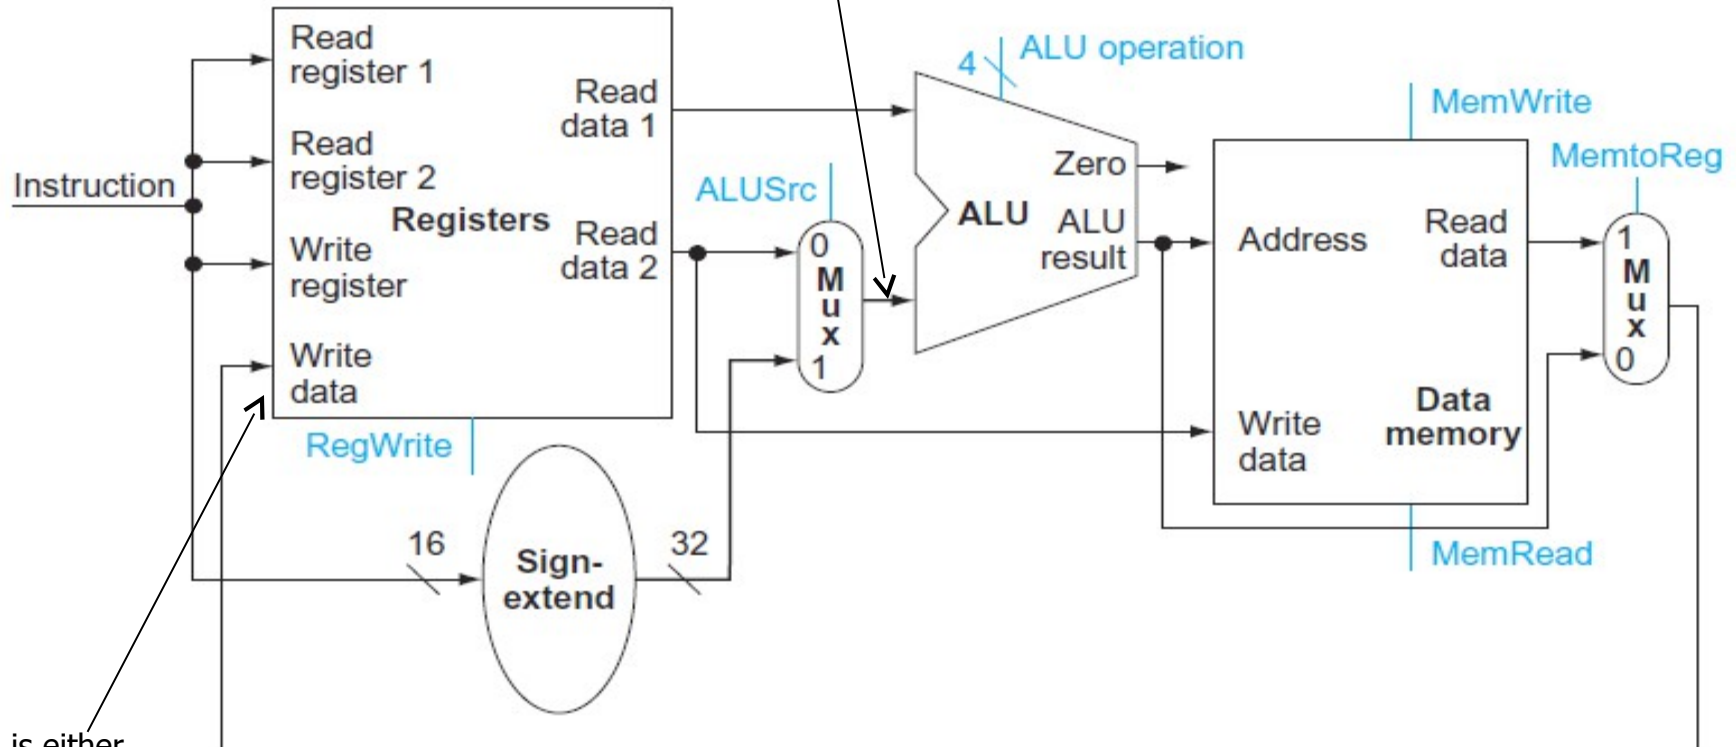 Read
register 1
Read
register 2
Write
register
Write
data
Registers
Read
data 1
Read
data 2
Instruction
RegWrite
16
Sign-
extend
32
ALUSrc
0
M
u
x
1
4
ALU operation
ALU
Zero
ALU
result
MemWrite
Address
Read
data
Write
data
Data
memory
MemRead
MemtoReg
1
M
u
x
0
is either